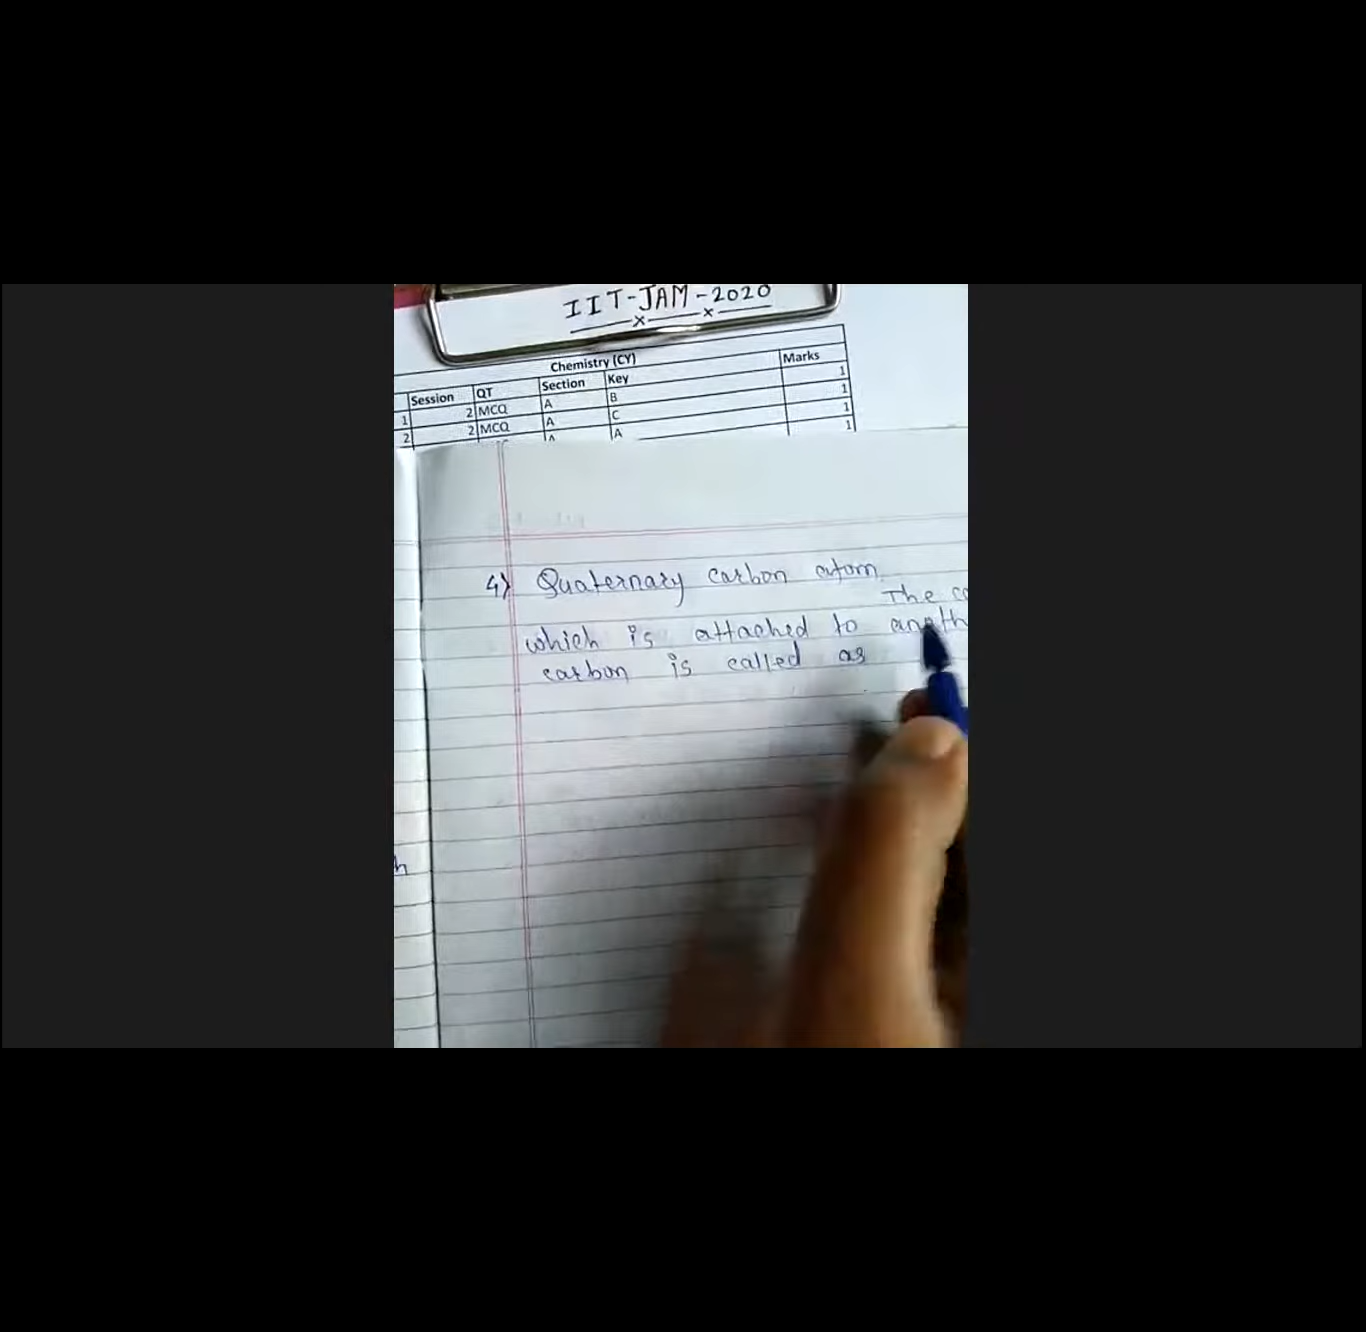 IIT-JAM-2020
x x
Chemistry (CY)
Session QT Section Key Marks
1 2 MCQ A B 1
2 2 MCQ A C 1
A A 1
1
4) Quaternary carbon atom
The
which is attached to
carbon is called as
h